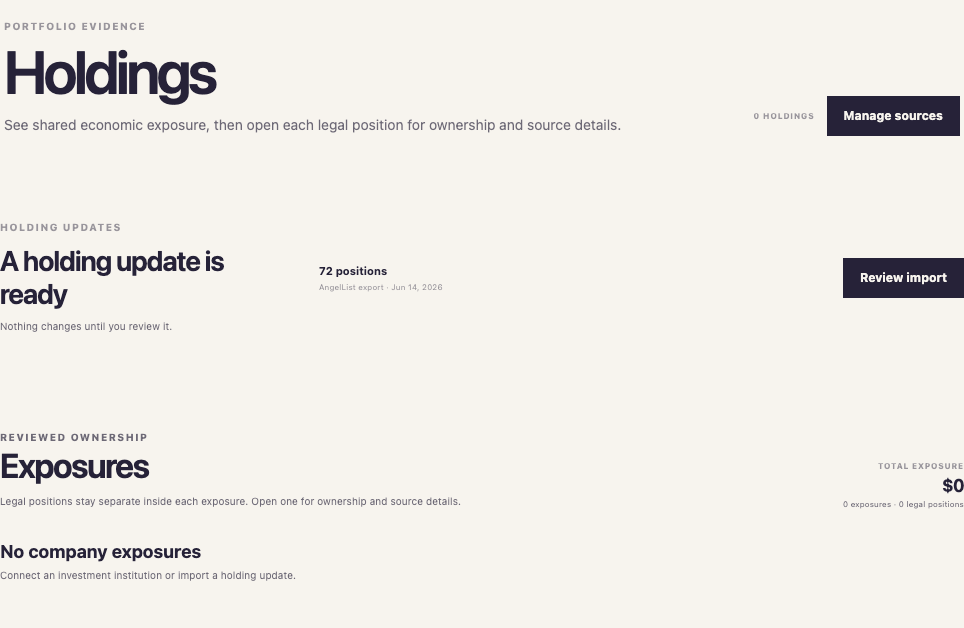 PORTFOLIO EVIDENCE
Holdings
See shared economic exposure, then open each legal position for ownership and source details.
0 HOLDINGS
Manage sources
HOLDING UPDATES
A holding update is
ready
Nothing changes until you review it.
72 positions
AngelList export · Jun 14, 2026
Review import
REVIEWED OWNERSHIP
Exposures
Legal positions stay separate inside each exposure. Open one for ownership and source details.
TOTAL EXPOSURE
$0
0 exposures · 0 legal positions
No company exposures
Connect an investment institution or import a holding update.